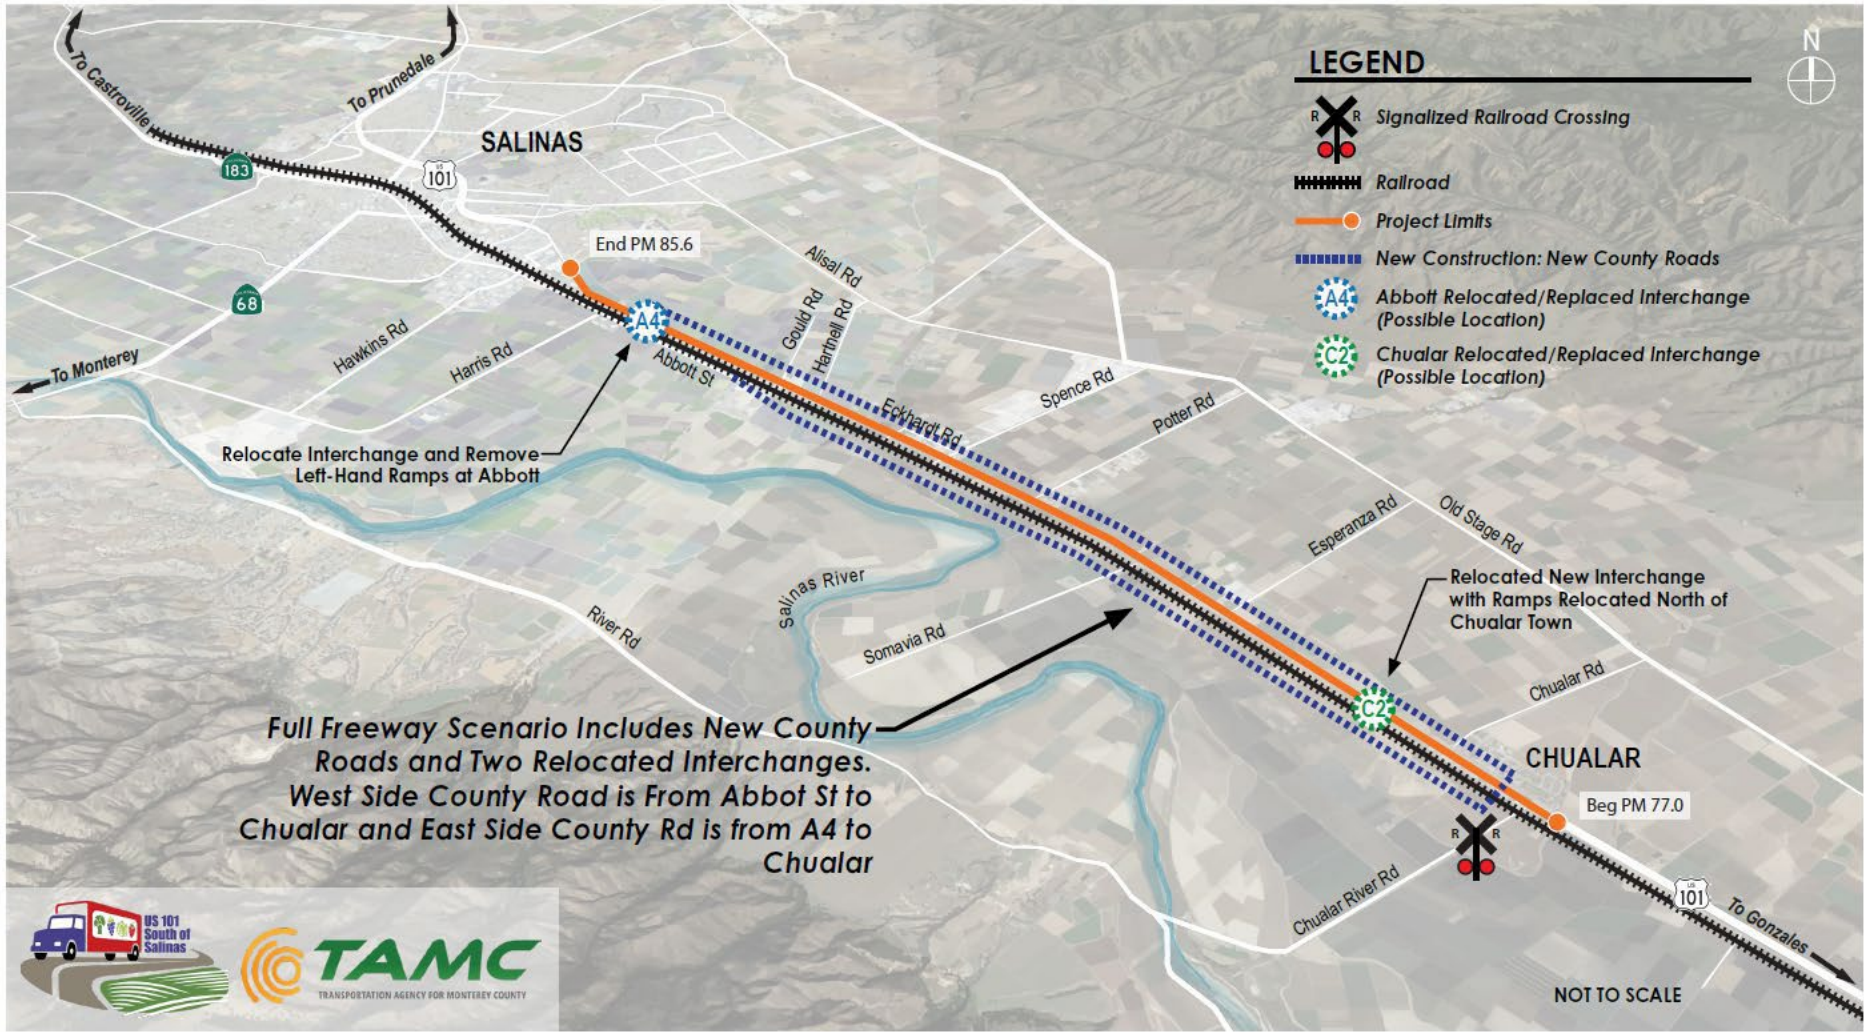 To Castroville
To Prunedale
SALINAS
183
US
101
68
To Monterey
End PM 85.6
A4
Hawkins Rd
Harris Rd
Abbott St
Alisal Rd
Gould Rd
Hartnell Rd
Eckhardt Rd
Spence Rd
Potter Rd
Esperanza Rd
Old Stage Rd
Relocate Interchange and Remove
Left-Hand Ramps at Abbott
Salinas River
River Rd
Somavia Rd
Relocated New Interchange
with Ramps Relocated North of
Chualar Town
Chualar Rd
C2
CHUALAR
Beg PM 77.0
R R
Chualar River Rd
US
101
To Gonzales
NOT TO SCALE
Full Freeway Scenario Includes New County
Roads and Two Relocated Interchanges.
West Side County Road is From Abbot St to
Chualar and East Side County Rd is from A4 to
Chualar
LEGEND
R R Signalized Railroad Crossing
Railroad
Project Limits
New Construction: New County Roads
A4 Abbott Relocated/Replaced Interchange
(Possible Location)
C2 Chualar Relocated/Replaced Interchange
(Possible Location)
N
US 101
South of
Salinas
TAMC
TRANSPORTATION AGENCY FOR MONTEREY COUNTY